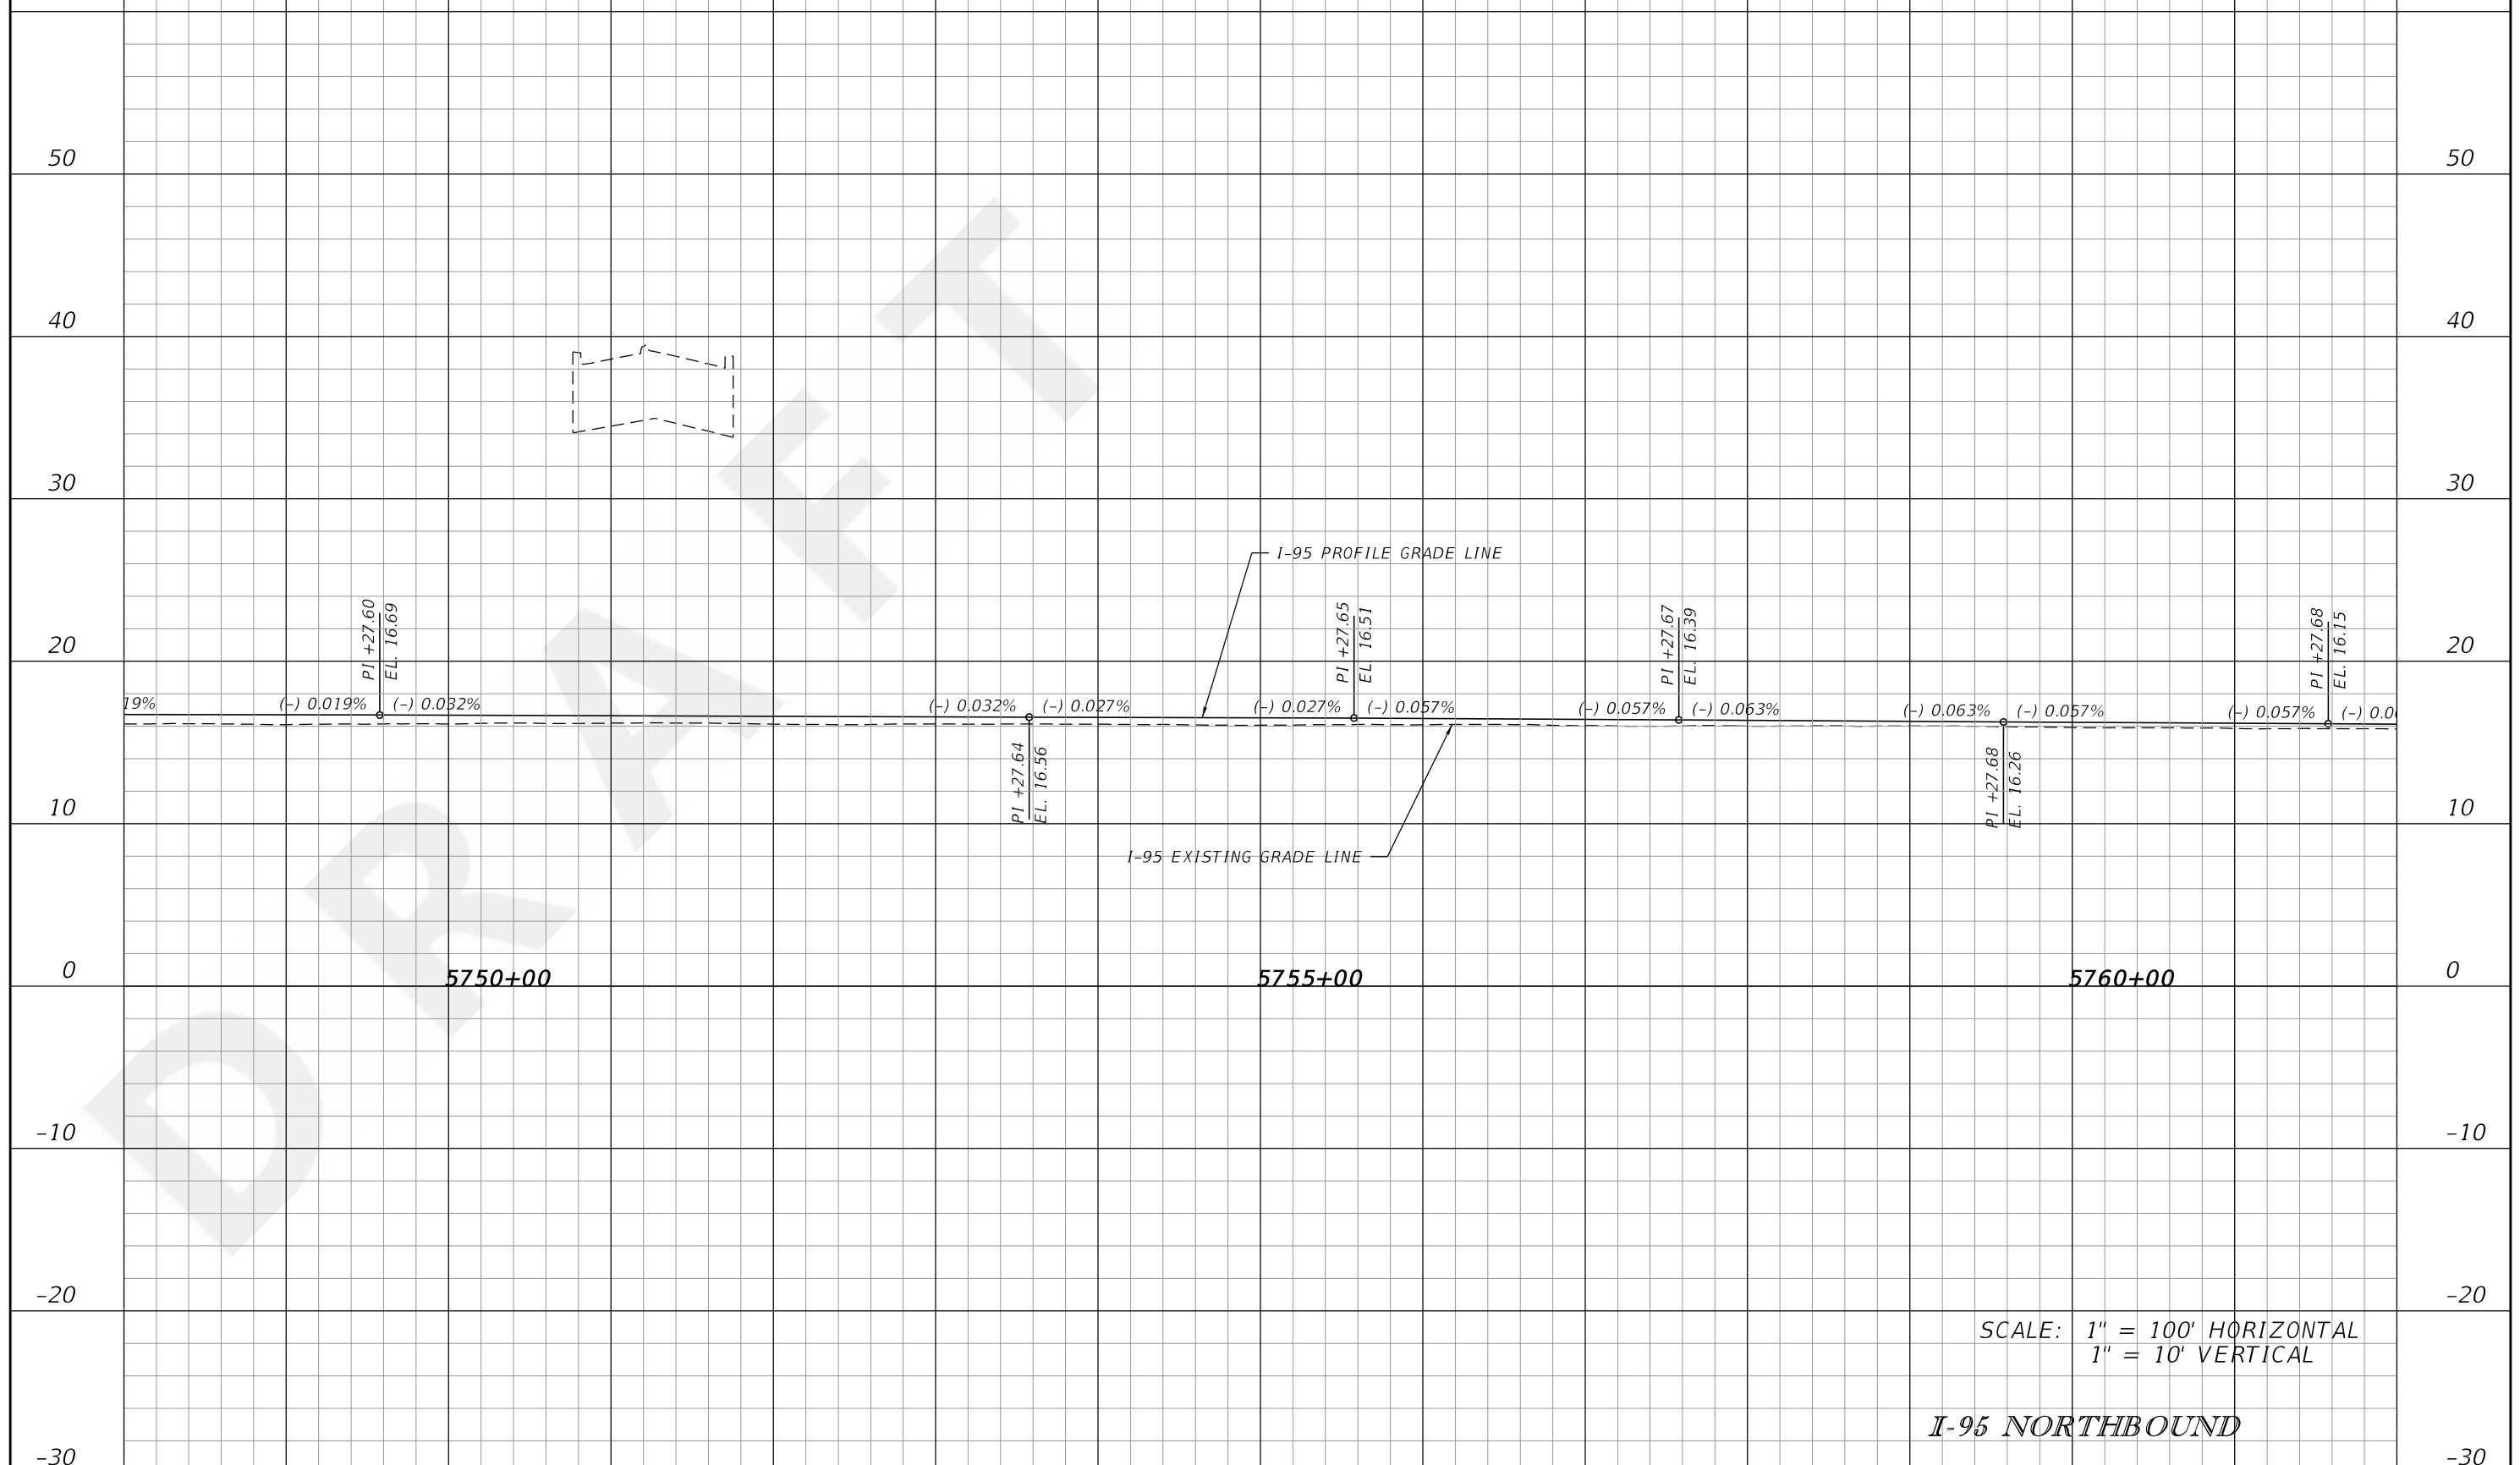 50
50
40
40
I-95 PROFILE GRADE LINE
30
30
PI +27.60
EL. 16.69
PI +27.65
EL. 16.51
PI +27.67
EL. 16.39
PI +27.68
EL. 16.15
20
20
19%
(-) 0.019%
(-) 0.032%
(-) 0.032%
(-) 0.027%
(-) 0.027%
(-) 0.057%
(-) 0.057%
(-) 0.063%
(-) 0.063%
(-) 0.057%
(-) 0.057%
(-) 0.0
PI +27.64
EL. 16.56
PI +27.68
EL. 16.26
10
10
I-95 EXISTING GRADE LINE
0
5750+00
5755+00
5760+00
0
-10
-10
-20
-20
SCALE: 1" = 100' HORIZONTAL
1" = 10' VERTICAL
I-95 NORTHBOUND
-30
-30
DRAFT